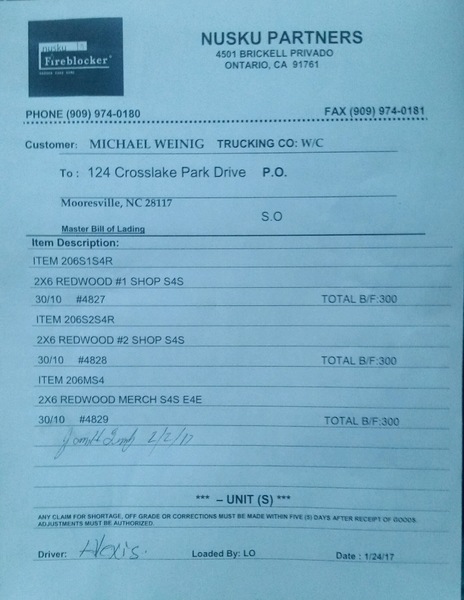 nusku
Fireblocker
NUSKU PARTNERS
4501 BRICKELL PRIVADO
ONTARIO, CA 91761
PHONE (909) 974-0180 FAX (909) 974-0181
Customer: MICHAEL WEINIG TRUCKING CO: W/C
To : 124 Crosslake Park Drive P.O.
Mooresville, NC 28117
S.O
Master Bill of Lading
Item Description:
ITEM 206S1S4R
2X6 REDWOOD #1 SHOP S4S
30/10 #4827 TOTAL B/F:300
ITEM 206S2S4R
2X6 REDWOOD #2 SHOP S4S
30/10 #4828 TOTAL B/F:300
ITEM 206MS4
2X6 REDWOOD MERCH S4S E4E
30/10 #4829 TOTAL B/F:300
2/2/17
*** – UNIT (S) ***
ANY CLAIM FOR SHORTAGE, OFF GRADE OR CORRECTIONS MUST BE MADE WITHIN FIVE (5) DAYS AFTER RECEIPT OF GOODS.
ADJUSTMENTS MUST BE AUTHORIZED.
Driver: Alexis. Loaded By: LO Date : 1/24/17